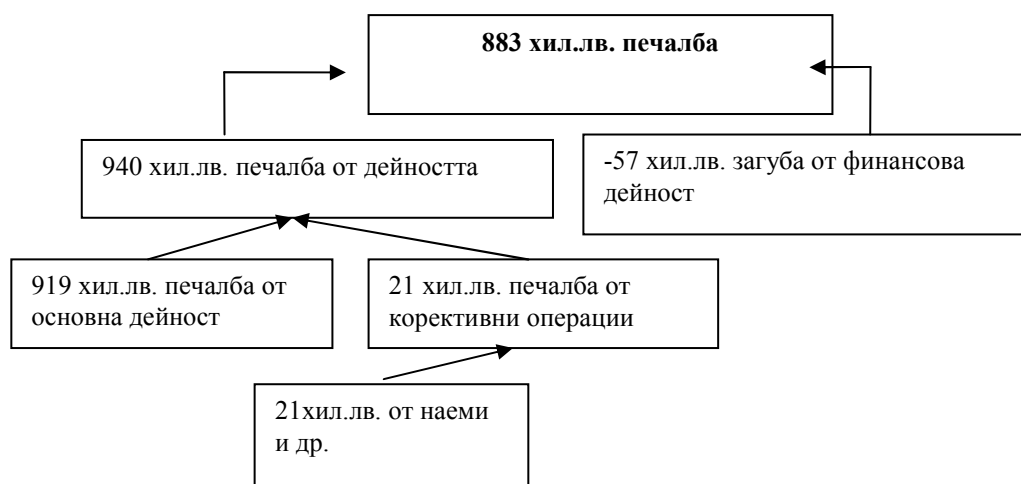 883 хил.лв. печалба
940 хил.лв. печалба от дейността
-57 хил.лв. загуба от финансова
дейност
919 хил.лв. печалба от
основна дейност
21 хил.лв. печалба от
корективни операции
21хил.лв. от наеми
и др.